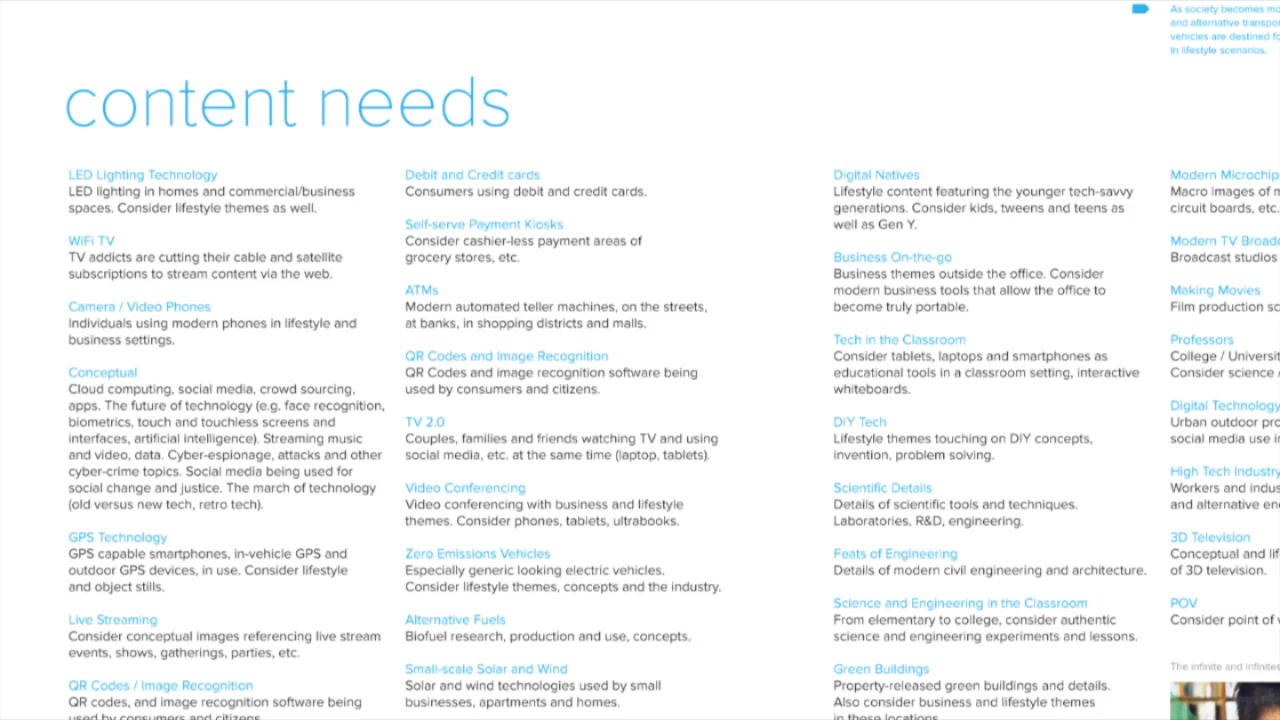 As society becomes
and alternative
vehicles are destined
in lifestyle scenarios.
content needs
LED Lighting Technology
LED lighting in homes and commercial/business
spaces. Consider lifestyle themes as well.
WiFi TV
TV addicts are cutting their cable and satellite
subscriptions to stream content via the web.
Camera / Video Phones
Individuals using modern phones in lifestyle and
business settings.
Conceptual
Cloud computing, social media, crowd sourcing,
apps. The future of technology (e.g. face recognition,
biometrics, touch and touchless screens and
interfaces, artificial intelligence). Streaming music
and video, data. Cyber-espionage, attacks and other
cyber-crime topics. Social media being used for
social change and justice. The march of technology
(old versus new tech, retro tech).
GPS Technology
GPS capable smartphones, in-vehicle GPS and
outdoor GPS devices, in use. Consider lifestyle
and object stills.
Live Streaming
Consider conceptual images referencing live stream
events, shows, gatherings, parties, etc.
QR Codes / Image Recognition
QR codes, and image recognition software being
used by consumers and citizens.
Debit and Credit cards
Consumers using debit and credit cards.
Self-serve Payment Kiosks
Consider cashier-less payment areas of
grocery stores, etc.
ATMs
Modern automated teller machines, on the streets,
at banks, in shopping districts and malls.
QR Codes and Image Recognition
QR Codes and image recognition software being
used by consumers and citizens.
TV 2.0
Couples, families and friends watching TV and using
social media, etc. at the same time (laptop, tablets).
Video Conferencing
Video conferencing with business and lifestyle
themes. Consider phones, tablets, ultrabooks.
Zero Emissions Vehicles
Especially generic looking electric vehicles.
Consider lifestyle themes, concepts and the industry.
Alternative Fuels
Biofuel research, production and use, concepts.
Small-scale Solar and Wind
Solar and wind technologies used by small
businesses, apartments and homes.
Digital Natives
Lifestyle content featuring the younger tech-savvy
generations. Consider kids, tweens and teens as
well as Gen Y.
Business On-the-go
Business themes outside the office. Consider
modern business tools that allow the office to
become truly portable.
Tech in the Classroom
Consider tablets, laptops and smartphones as
educational tools in a classroom setting, interactive
whiteboards.
DIY Tech
Lifestyle themes touching on DIY concepts,
invention, problem solving.
Scientific Details
Details of scientific tools and techniques.
Laboratories, R&D, engineering.
Feats of Engineering
Details of modern civil engineering and architecture.
Science and Engineering in the Classroom
From elementary to college, consider authentic
science and engineering experiments and lessons.
Green Buildings
Property-released green buildings and details.
Also consider business and lifestyle themes
in these locations.
Modern Microchip
Macro images of
circuit boards, etc.
Modern TV
Broadcast studios
Making Movies
Film production
Professors
College /
Consider science
Digital Technology
Urban outdoor
social media use
High Tech Industry
Workers and
and alternative
3D Television
Conceptual and
of 3D television.
POV
Consider point of
The infinite and